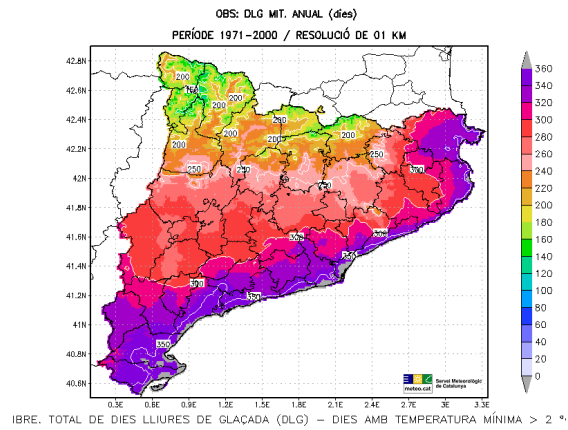 OBS: DLG MIT. ANUAL (dies)
PERÍODE 1971-2000 / RESOLUCIÓ DE 01 KM
42.8N
42.6N
42.4N
42.2N
42N
41.8N
41.6N
41.4N
41.2N
41N
40.8N
40.6N
0.3E 0.6E 0.9E 1.2E 1.5E 1.8E 2.1E 2.4E 2.7E 3E 3.3E
200
200
200
200
200
200
200
200
250
250
300
300
350
360
340
320
300
280
260
240
220
200
180
160
140
120
100
80
60
40
20
0
meteo.cat
Servei Meteorològic
de Catalunya
IBRE. TOTAL DE DIES LLIURES DE GLAÇADA (DLG) - DIES AMB TEMPERATURA MÍNIMA > 2 º